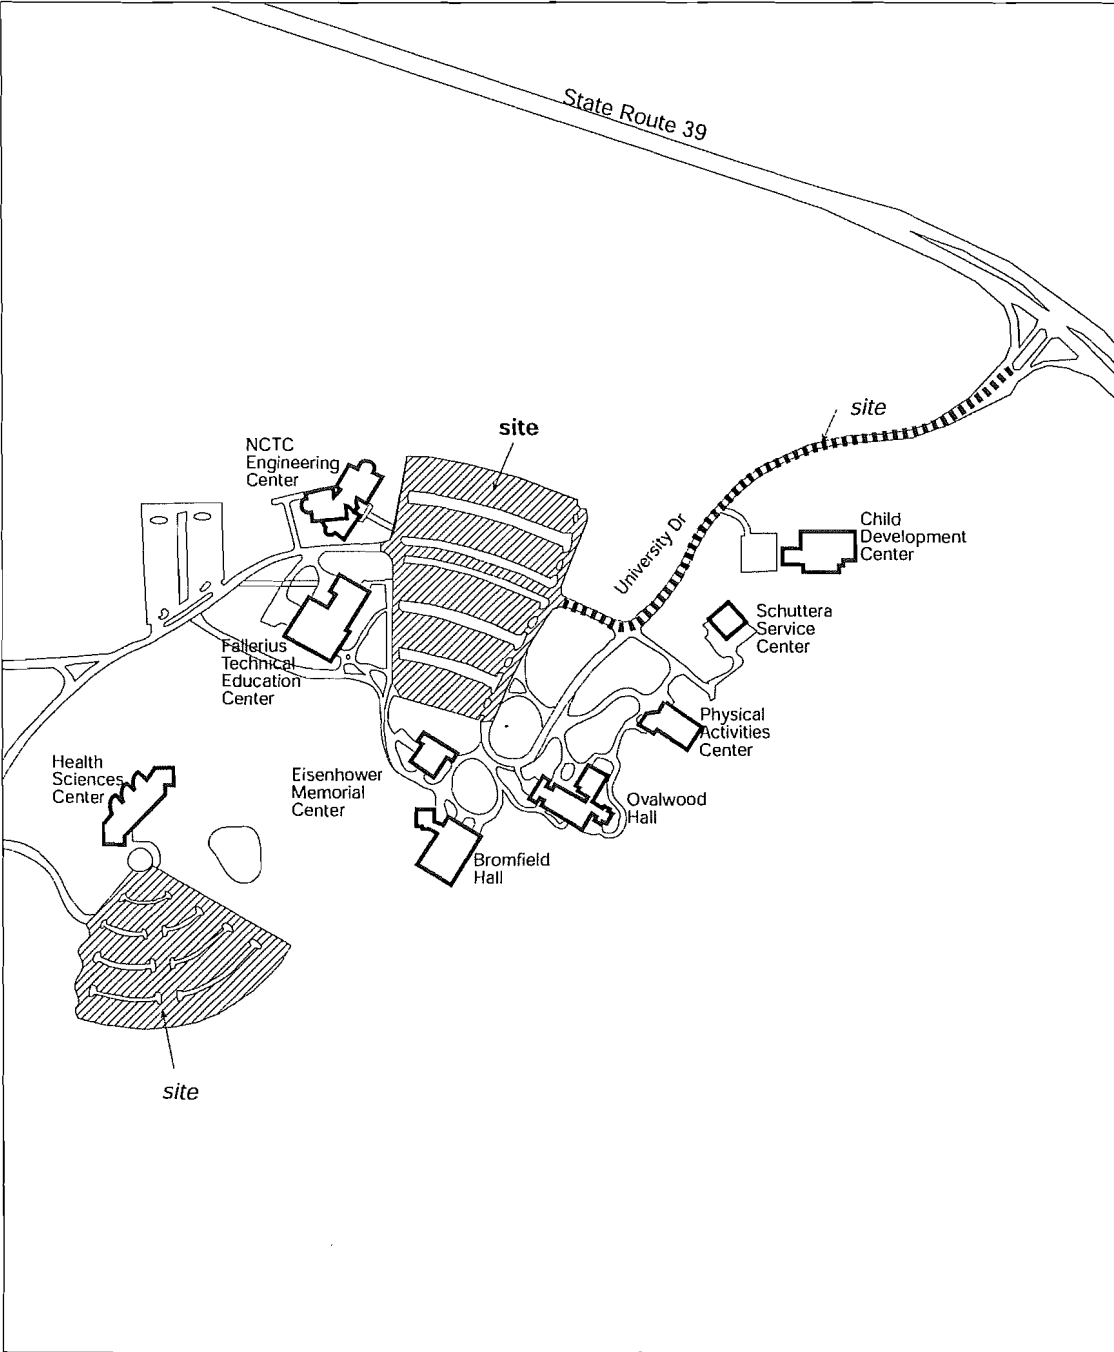 State Route 39
site
site
NCTC
Engineering
Center
University Dr
Child
Development
Center
Schuttera
Service
Center
Fallerius
Technical
Education
Center
Physical
Activities
Center
Health
Sciences
Center
Eisenhower
Memorial
Center
Ovalwood
Hall
Bromfield
Hall
site